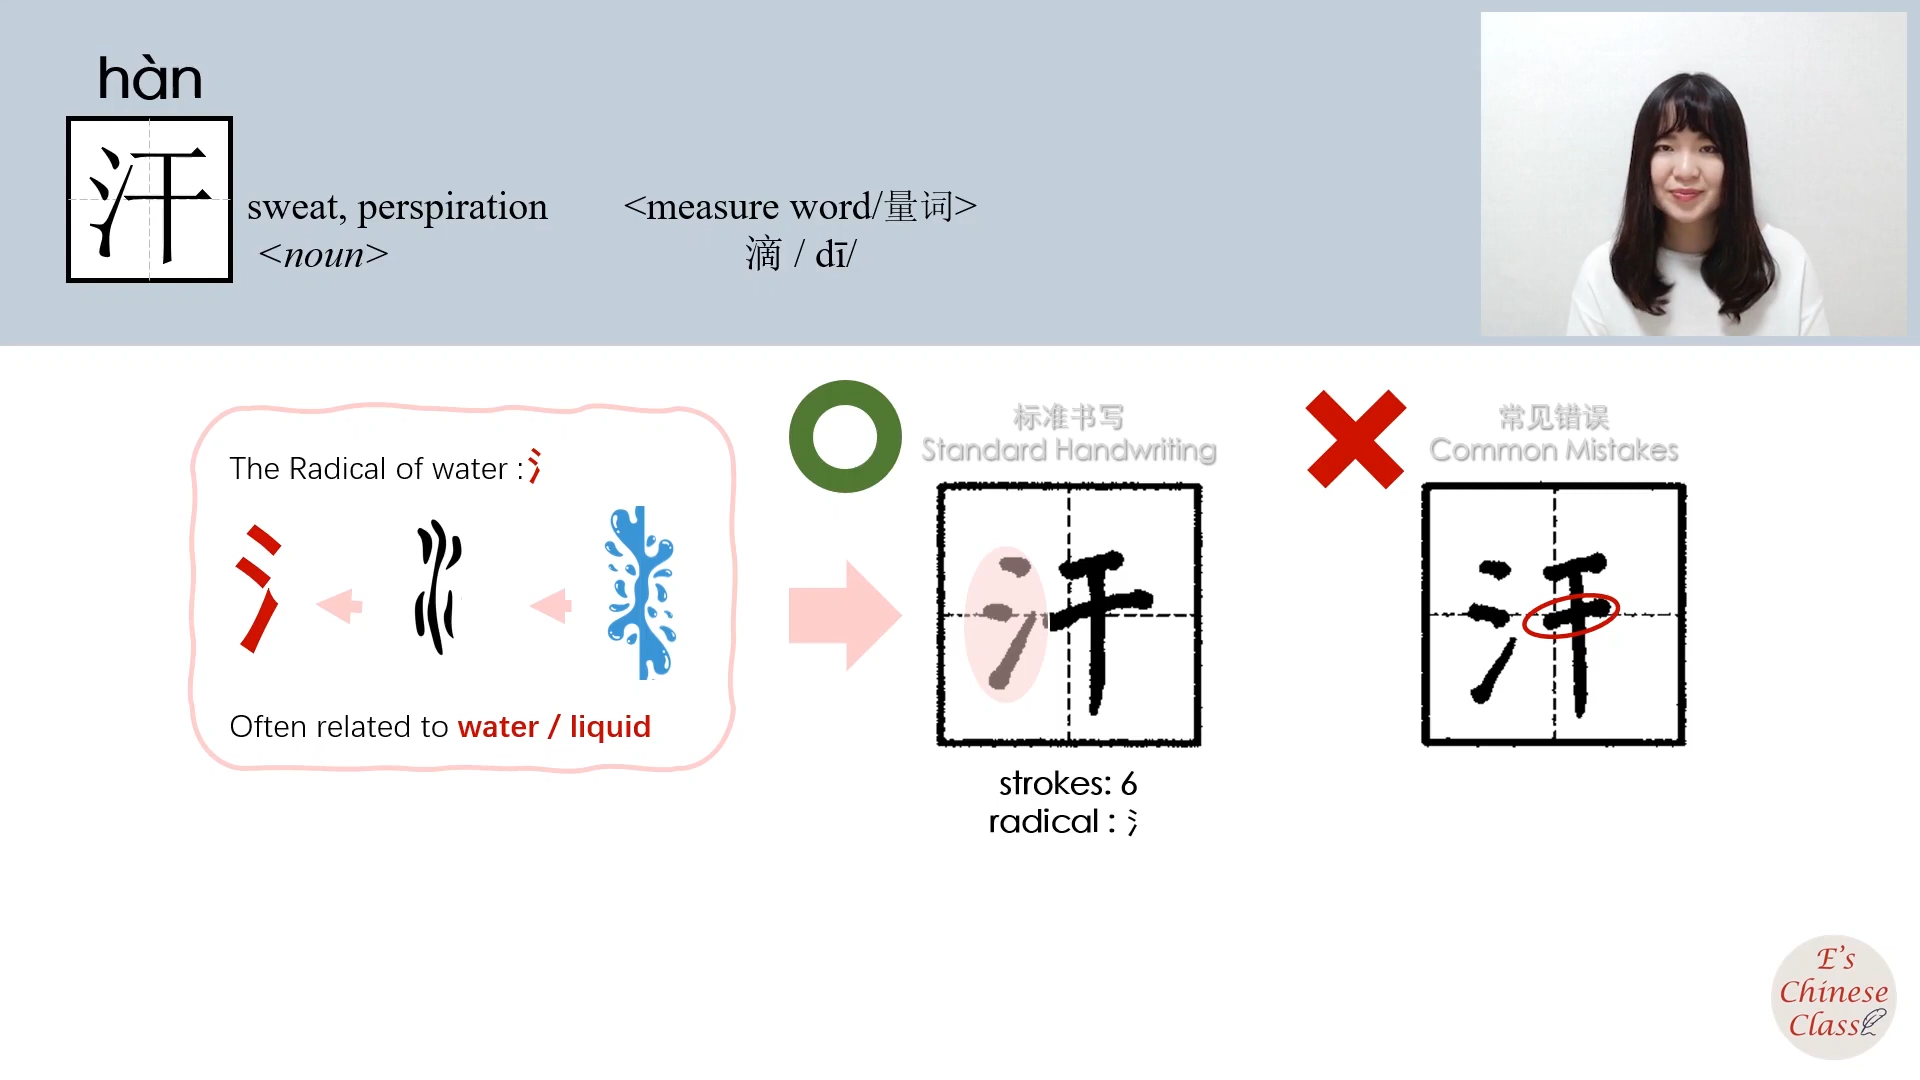 hàn
汗
sweat, perspiration
<noun>
<measure word/量词>
滴 / dī/
The Radical of water : 氵
氵
Often related to water / liquid
标准书写
Standard Handwriting
汗
strokes: 6
radical : 氵
常见错误
Common Mistakes
汗
E's
Chinese
Class